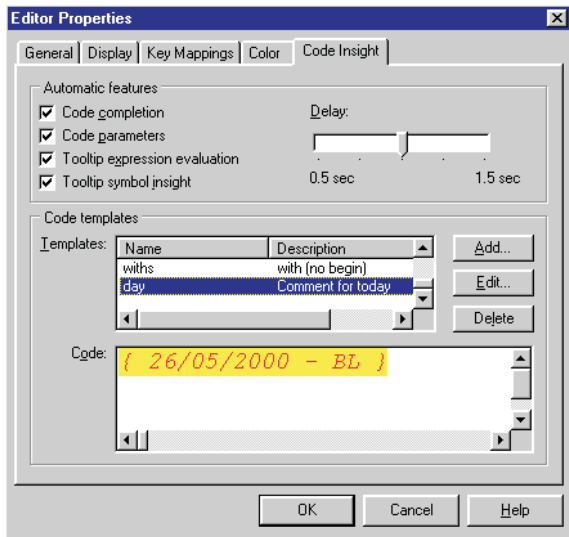 Editor Properties
General Display Key Mappings Color Code Insight
Automatic features
Code completion
Code parameters
Tooltip expression evaluation
Tooltip symbol insight
Delay:
0.5 sec 1.5 sec
Code templates
Templates:
Name Description
withs with (no begin)
day Comment for today
Add...
Edit...
Delete
Code:
{ 26/05/2000 - BL }
OK Cancel Help